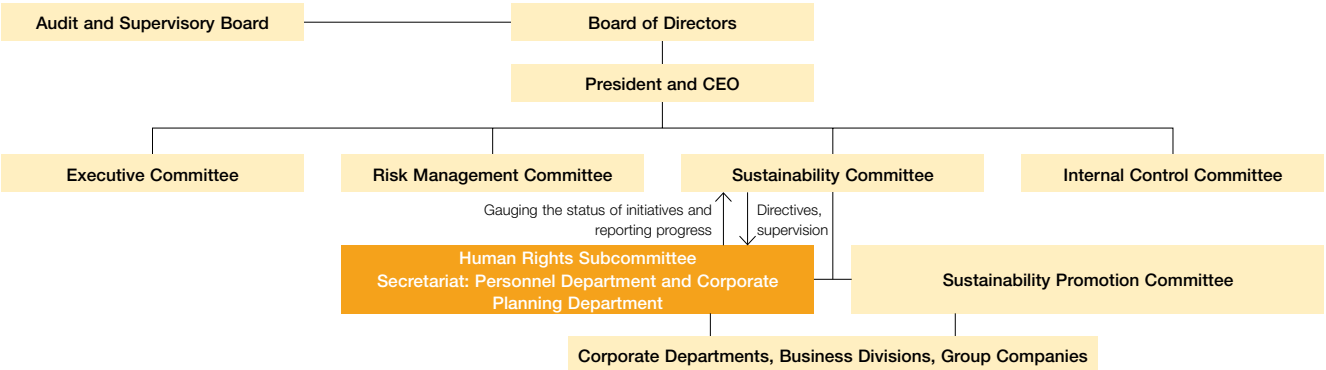 Audit and Supervisory Board
Board of Directors
President and CEO
Executive Committee
Risk Management Committee
Sustainability Committee
Internal Control Committee
Gauging the status of initiatives and
reporting progress
Directives,
supervision
Human Rights Subcommittee
Secretariat: Personnel Department and Corporate
Planning Department
Sustainability Promotion Committee
Corporate Departments, Business Divisions, Group Companies